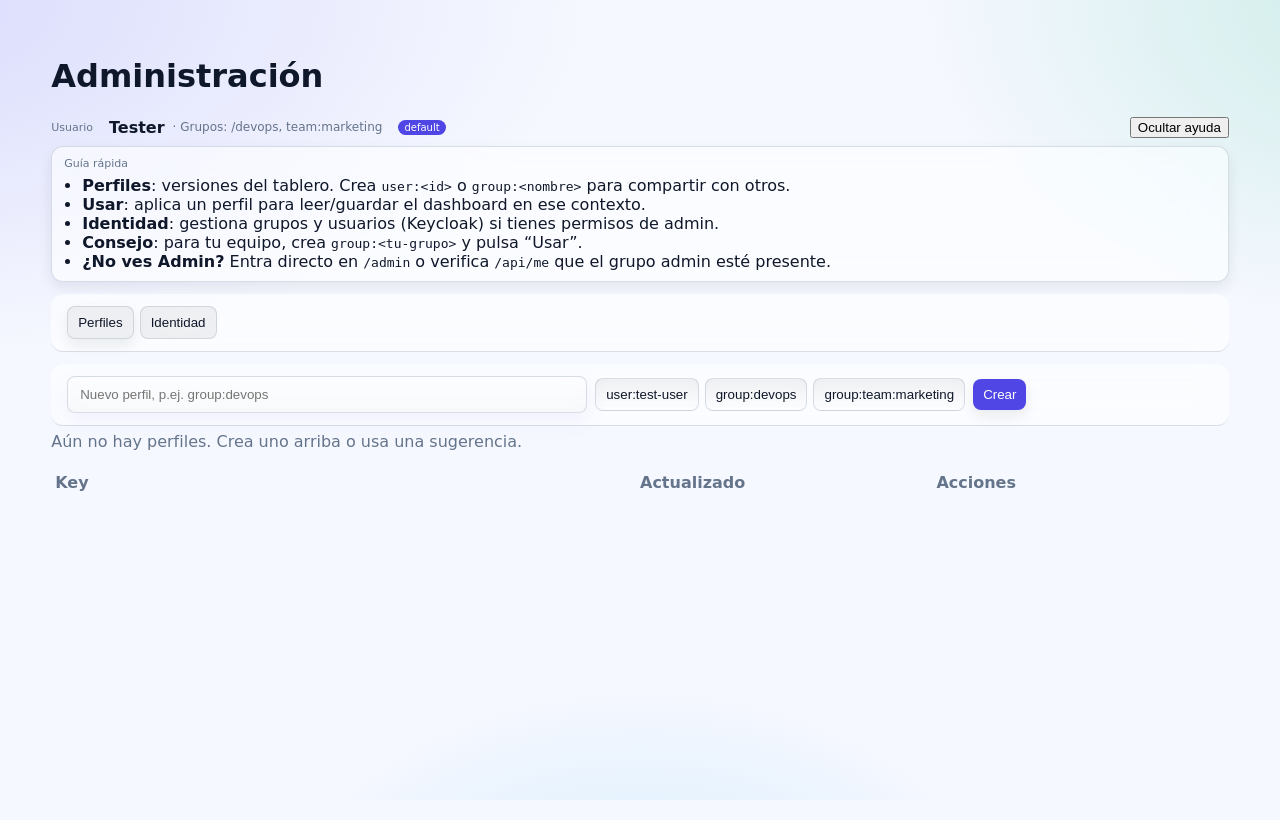 Administración
Usuario Tester · Grupos: /devops, team:marketing default Ocultar ayuda
Guía rápida
• Perfiles: versiones del tablero. Crea user:<id> o group:<nombre> para compartir con otros.
• Usar: aplica un perfil para leer/guardar el dashboard en ese contexto.
• Identidad: gestiona grupos y usuarios (Keycloak) si tienes permisos de admin.
• Consejo: para tu equipo, crea group:<tu-grupo> y pulsa “Usar”.
• ¿No ves Admin? Entra directo en /admin o verifica /api/me que el grupo admin esté presente.
Perfiles Identidad
Nuevo perfil, p.ej. group:devops user:test-user group:devops group:team:marketing Crear
Aún no hay perfiles. Crea uno arriba o usa una sugerencia.
Key Actualizado Acciones